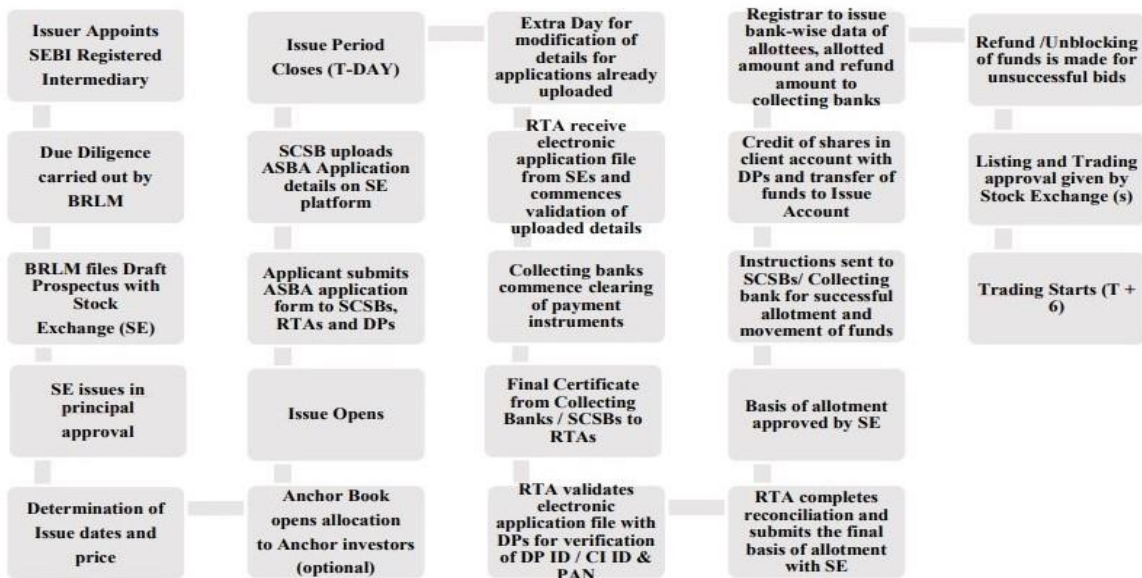 Issuer Appoints
SEBI Registered
Intermediary
Due Diligence
carried out by
BRLM
BRLM files Draft
Prospectus with
Stock
Exchange (SE)
SE issues in
principal
approval
Determination of
Issue dates and
price
Anchor Book
opens allocation
to Anchor investors
(optional)
Issue Opens
Applicant submits
ASBA application
form to SCSBs,
RTAs and DPs
SCSB uploads
ASBA Application
details on SE
platform
Issue Period
Closes (T-DAY)
Extra Day for
modification of
details for
applications already
uploaded
RTA receive
electronic
application file
from SEs and
commences
validation of
uploaded details
Collecting banks
commence clearing
of payment
instruments
Final Certificate
from Collecting
Banks / SCSBs to
RTAs
RTA validates
electronic
application file with
DPs for verification
of DP ID / CI ID &
PAN
RTA completes
reconciliation and
submits the final
basis of allotment
with SE
Basis of allotment
approved by SE
Instructions sent to
SCSBs/ Collecting
bank for successful
allotment and
movement of funds
Credit of shares in
client account with
DPs and transfer of
funds to Issue
Account
Registrar to issue
bank-wise data of
allottees, allotted
amount and refund
amount to
collecting banks
Refund /Unblocking
of funds is made for
unsuccessful bids
Listing and Trading
approval given by
Stock Exchange (s)
Trading Starts (T +
6)